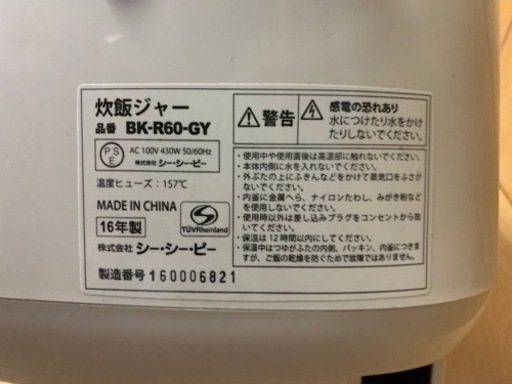 炊飯ジャー
品番 BK-R60-GY
PSE
AC 100V 430W 50/60Hz
株式会社 シー・シー・ピー
温度ヒューズ：157℃
MADE IN CHINA
16年製
TÜVRheinland
株式会社 シー・シー・ピー
製造番号 160006821
警告
感電の恐れあり
水につけたり水をかけ
たりしないでください。
・使用中や使用直後は高温部に触れないでください。
・本体内側に水を入れないでください。
・外ぶたの上にふきんなどをかけて蒸気口をふさが
ないでください。
・内釜に金属へら、ナイロンたわし、みがき粉など
を使用しないでください。
・使用時以外は差し込みプラグをコンセントから抜
いてください。
・保温は12時間以内にしてください。
・保温中はつゆがふたの内側、パッキン、内釜につきま
すが、ご飯の乾燥を防ぐためで故障ではありません。